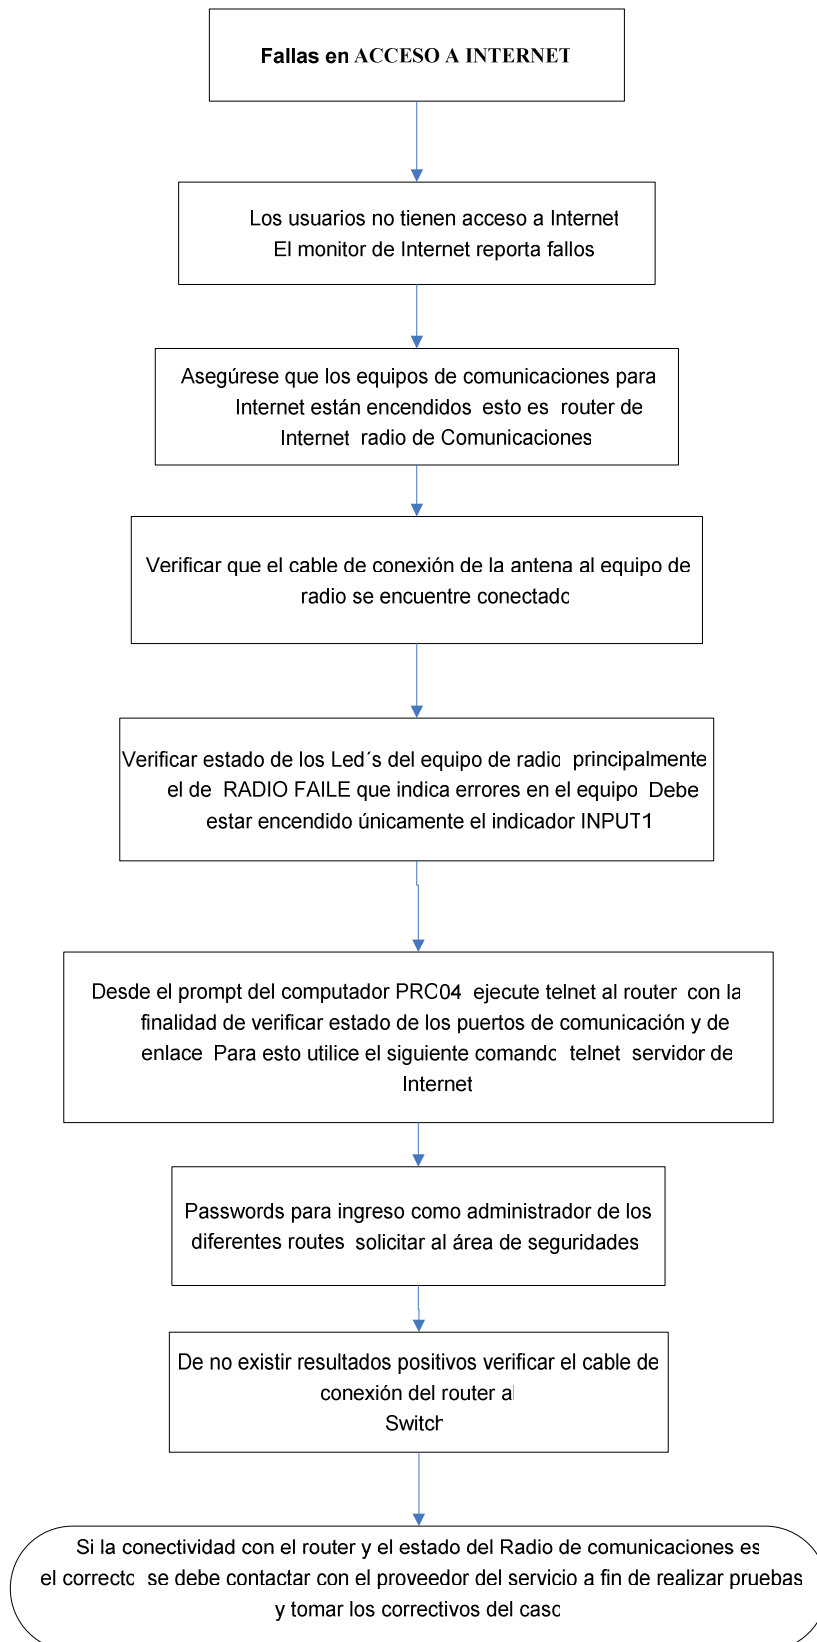 Fallas en ACCESO A INTERNET
Los usuarios no tienen acceso a Internet
El monitor de Internet reporta fallos
Asegúrese que los equipos de comunicaciones para
Internet están encendidos esto es router de
Internet radio de Comunicaciones
Verificar que el cable de conexión de la antena al equipo de
radio se encuentre conectado
Verificar estado de los Led´s del equipo de radio principalmente
el de RADIO FAILE que indica errores en el equipo Debe
estar encendido únicamente el indicador INPUT1
Desde el prompt del computador PRC04 ejecute telnet al router con la
finalidad de verificar estado de los puertos de comunicación y de
enlace Para esto utilice el siguiente comando telnet servidor de
Internet
Passwords para ingreso como administrador de los
diferentes routes solicitar al área de seguridades
De no existir resultados positivos verificar el cable de
conexión del router al
Switch
Si la conectividad con el router y el estado del Radio de comunicaciones es
el correcto se debe contactar con el proveedor del servicio a fin de realizar pruebas
y tomar los correctivos del caso